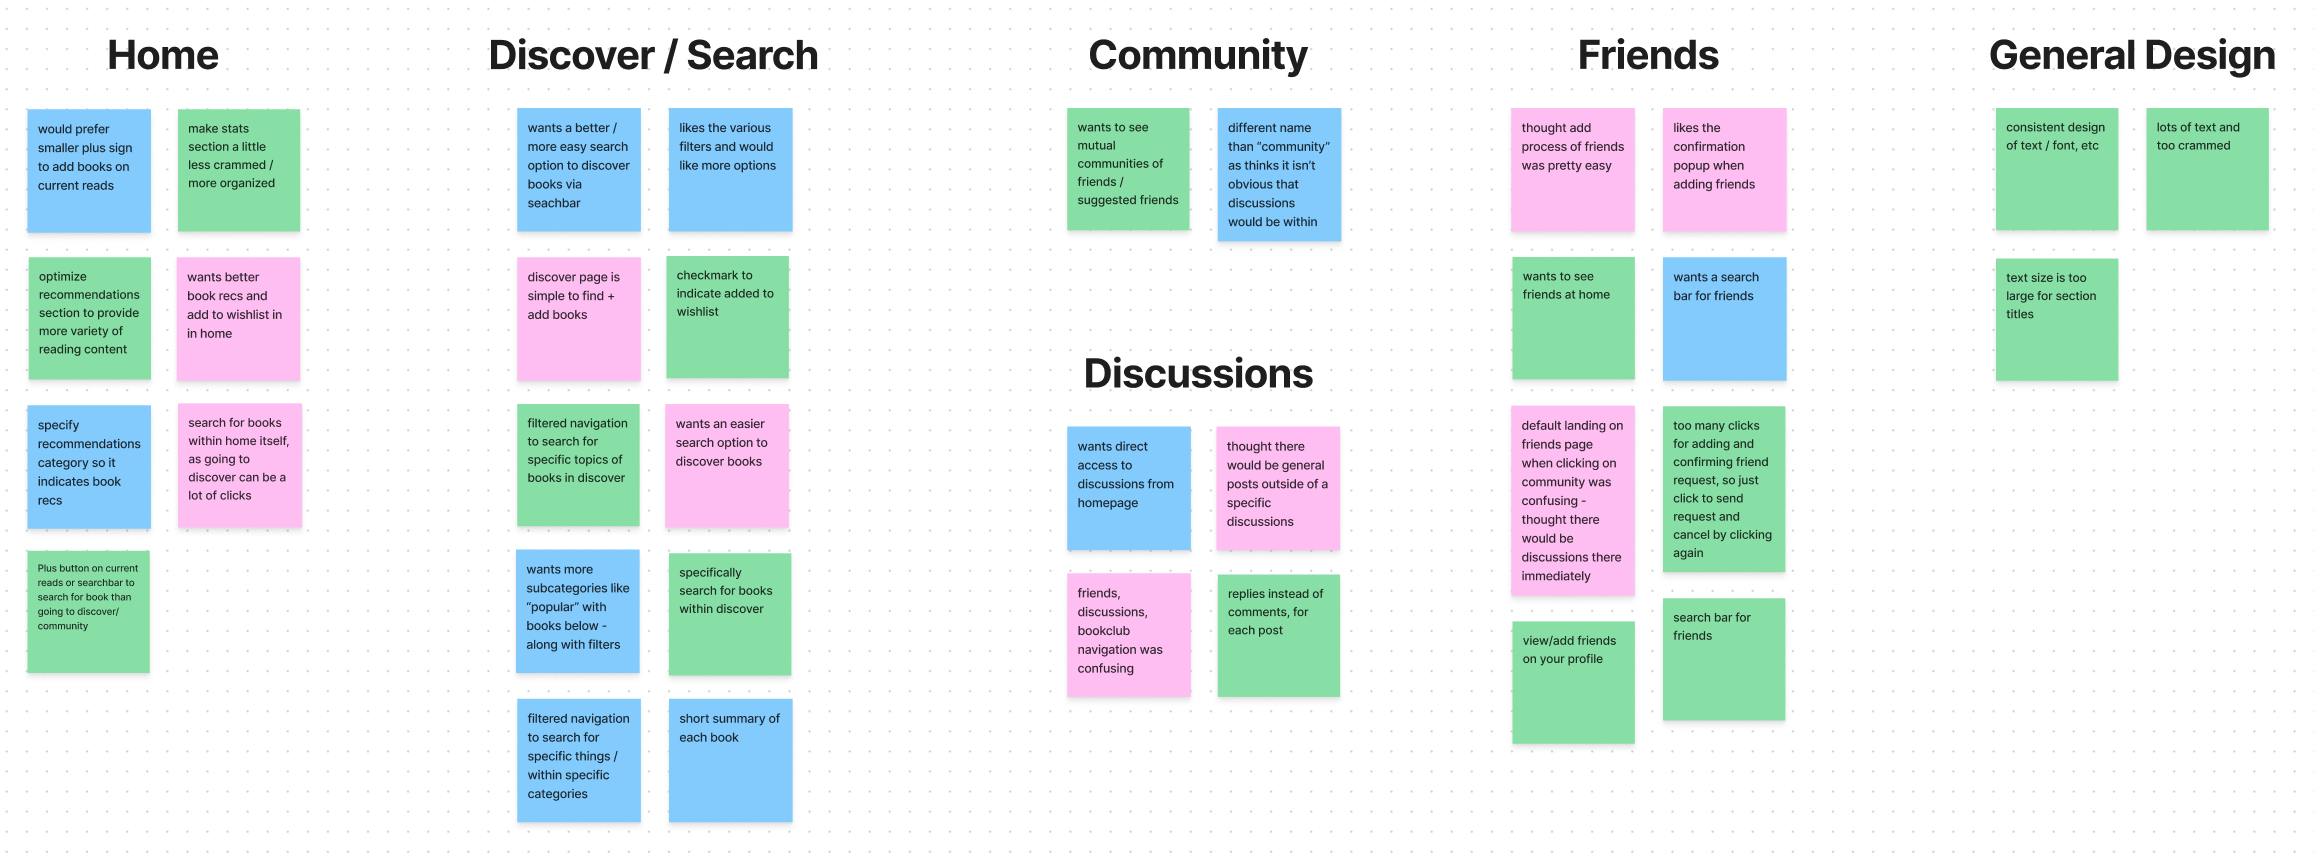 Home
would prefer
smaller plus sign
to add books on
current reads
make stats
section a little
less crammed /
more organized
optimize
recommendations
section to provide
more variety of
reading content
wants better
book recs and
add to wishlist in
in home
specify
recommendations
category so it
indicates book
recs
search for books
within home itself,
as going to
discover can be a
lot of clicks
Plus button on current
reads or searchbar to
search for book than
going to discover/
community
Discover / Search
wants a better /
more easy search
option to discover
books via
seachbar
likes the various
filters and would
like more options
discover page is
simple to find +
add books
checkmark to
indicate added to
wishlist
filtered navigation
to search for
specific topics of
books in discover
wants an easier
search option to
discover books
wants more
subcategories like
“popular” with
books below -
along with filters
specifically
search for books
within discover
filtered navigation
to search for
specific things /
within specific
categories
short summary of
each book
Community
wants to see
mutual
communities of
friends /
suggested friends
different name
than “community”
as thinks it isn’t
obvious that
discussions
would be within
Discussions
wants direct
access to
discussions from
homepage
thought there
would be general
posts outside of a
specific
discussions
friends,
discussions,
bookclub
navigation was
confusing
replies instead of
comments, for
each post
Friends
thought add
process of friends
was pretty easy
likes the
confirmation
popup when
adding friends
wants to see
friends at home
wants a search
bar for friends
default landing on
friends page
when clicking on
community was
confusing -
thought there
would be
discussions there
immediately
too many clicks
for adding and
confirming friend
request, so just
click to send
request and
cancel by clicking
again
view/add friends
on your profile
search bar for
friends
General Design
consistent design
of text / font, etc
lots of text and
too crammed
text size is too
large for section
titles